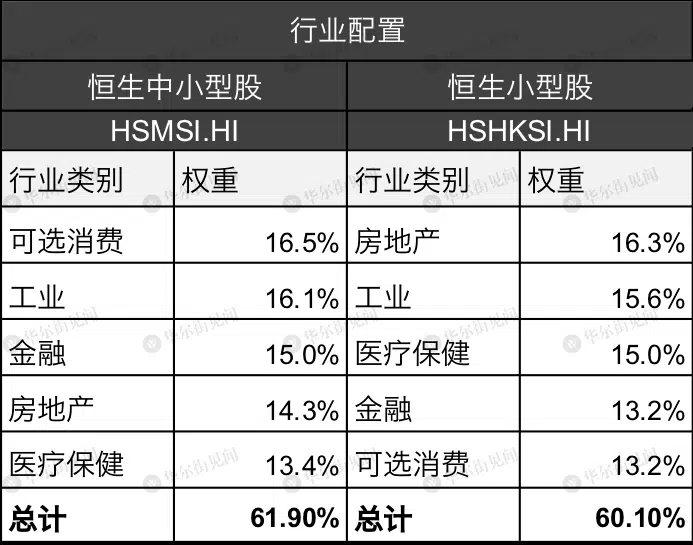 行业配置
恒生中小型股 恒生小型股
HSMSI.HI HSHKSI.HI
行业类别 权重 行业类别 权重
可选消费 16.5% 房地产 16.3%
工业 16.1% 工业 15.6%
金融 15.0% 医疗保健 15.0%
房地产 14.3% 金融 13.2%
医疗保健 13.4% 可选消费 13.2%
总计 61.90% 总计 60.10%
华尔街见闻